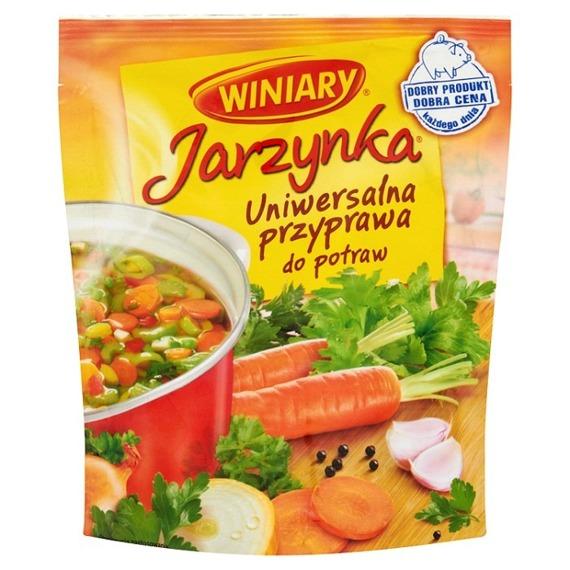 WINIARY®
Jarzynka®
Uniwersalna
przyprawa
do potraw
DOBRY PRODUKT
DOBRA CENA
każdego dnia